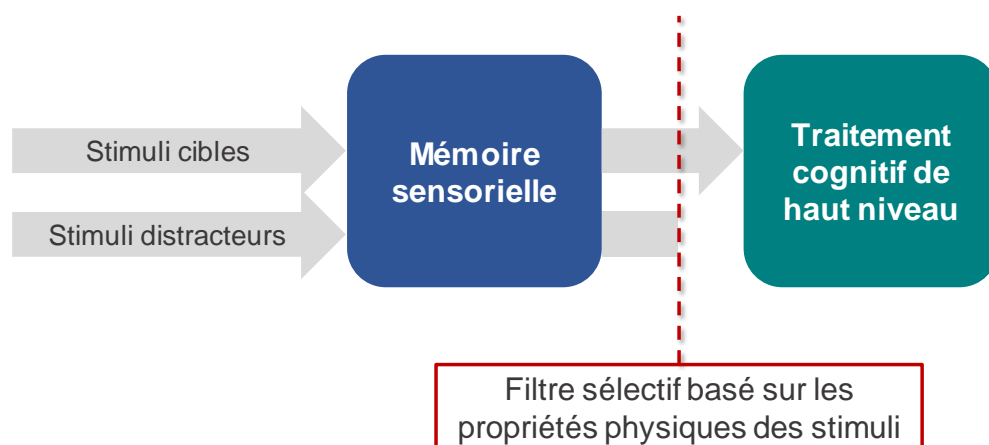 Stimuli cibles
Stimuli distracteurs
Mémoire
sensorielle
Traitement
cognitif de
haut niveau
Filtre sélectif basé sur les
propriétés physiques des stimuli